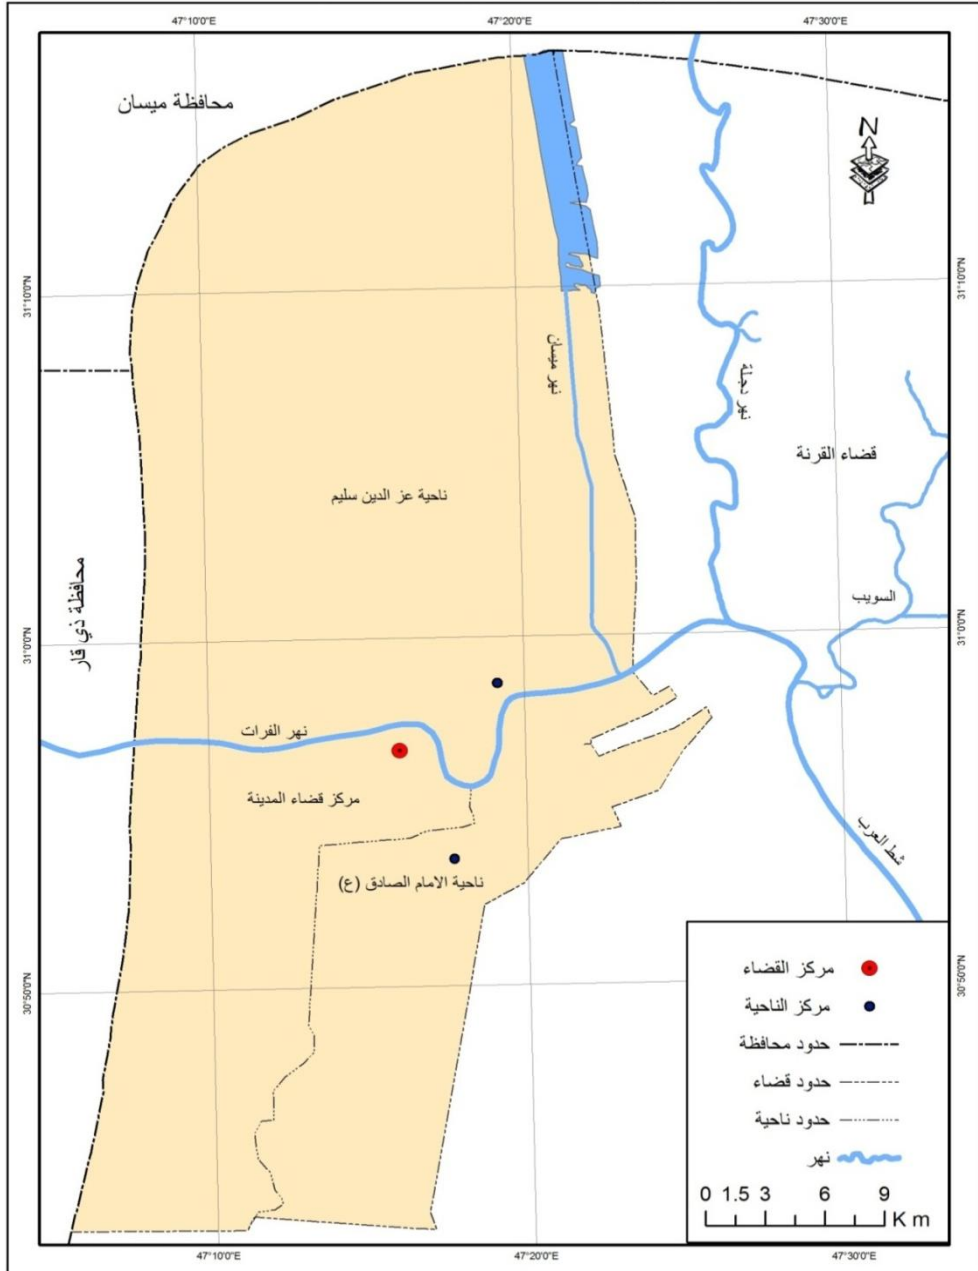 47°10'0"E
47°20'0"E
47°30'0"E
محافظة ميسان
N
31°10'0"N
31°10'0"N
نهر ميسان
نهر دجلة
قضاء القرنة
ناحية عز الدين سليم
محافظة ذي قار
السويب
31°0'0"N
31°0'0"N
نهر الفرات
مركز قضاء المدينة
شط العرب
ناحية الامام الصادق (ع)
30°50'0"N
30°50'0"N
مركز القضاء
مركز الناحية
حدود محافظة
حدود قضاء
حدود ناحية
نهر
0 1.5 3 6 9
Km
47°10'0"E
47°20'0"E
47°30'0"E